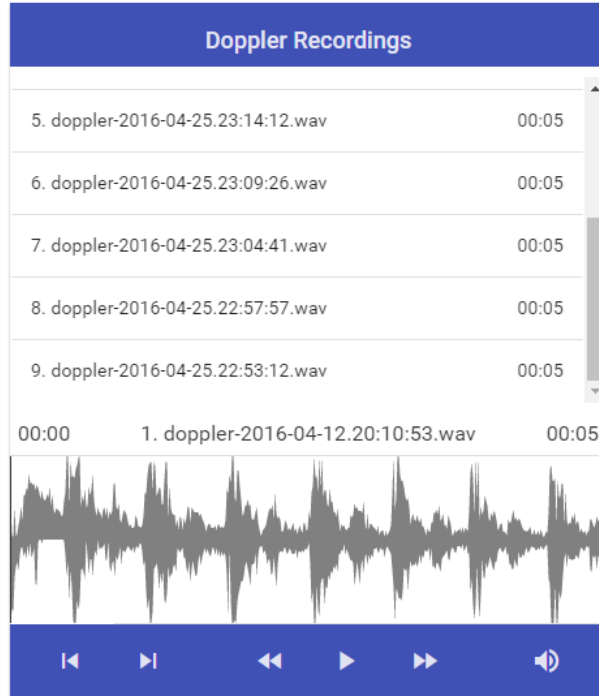 Doppler Recordings
5. doppler-2016-04-25.23:14:12.wav 00:05
6. doppler-2016-04-25.23:09:26.wav 00:05
7. doppler-2016-04-25.23:04:41.wav 00:05
8. doppler-2016-04-25.22:57:57.wav 00:05
9. doppler-2016-04-25.22:53:12.wav 00:05
00:00 1. doppler-2016-04-12.20:10:53.wav 00:05